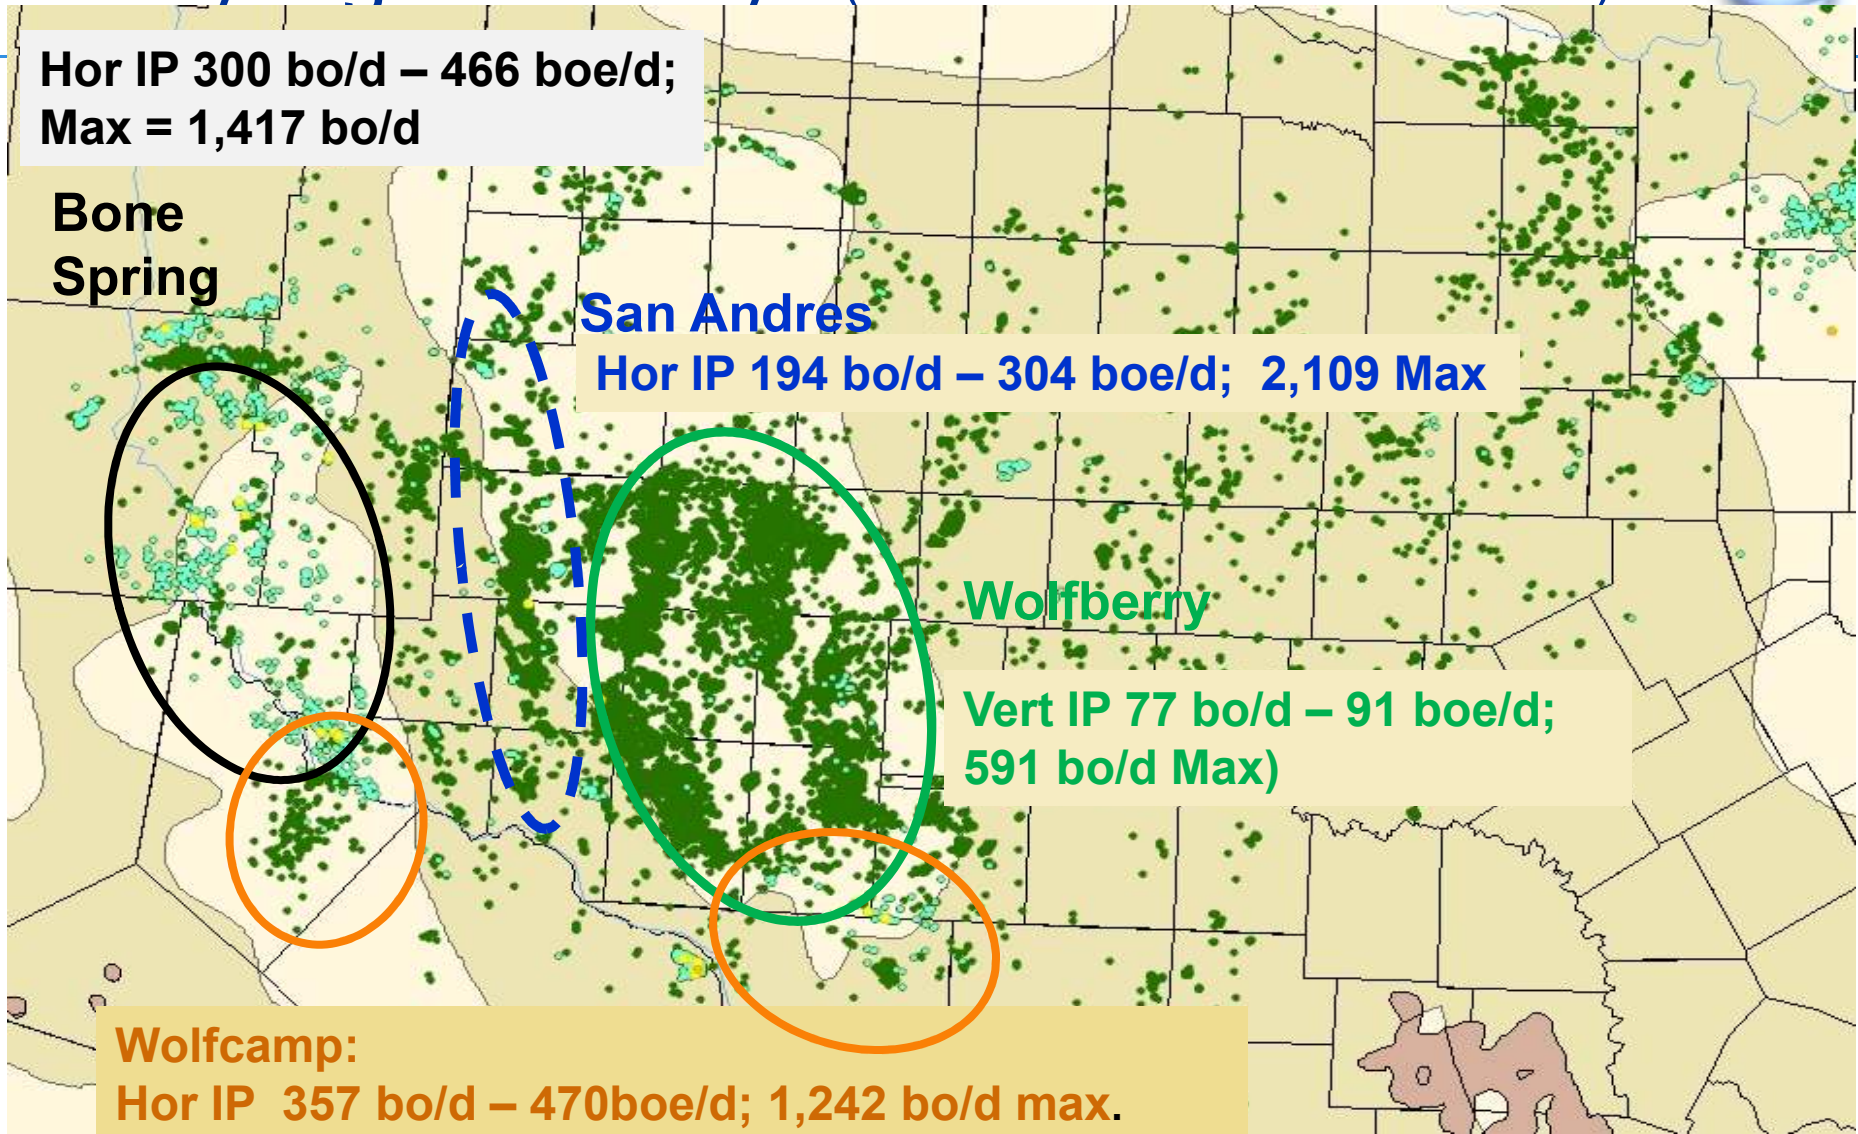 Hor IP 300 bo/d – 466 boe/d;
Max = 1,417 bo/d
Bone
Spring
San Andres
Hor IP 194 bo/d – 304 boe/d;  2,109 Max
Wolfberry
Vert IP 77 bo/d – 91 boe/d;
591 bo/d Max)
Wolfcamp:
Hor IP  357 bo/d – 470boe/d; 1,242 bo/d max.